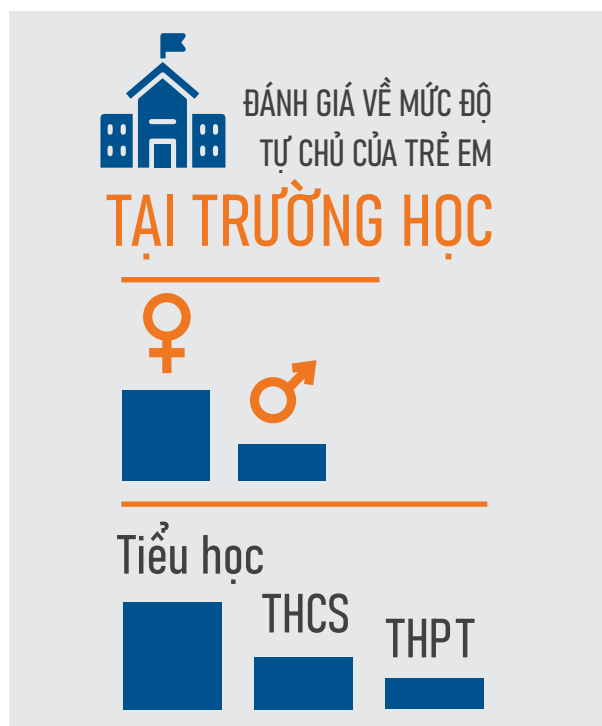 ĐÁNH GIÁ VỀ MỨC ĐỘ
TỰ CHỦ CỦA TRẺ EM
TẠI TRƯỜNG HỌC
Tiểu học
THCS
THPT